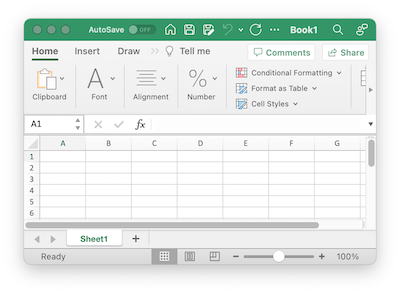 AutoSave OFF Book1
Home Insert Draw Tell me Comments Share
Clipboard Font Alignment Number
Conditional Formatting
Format as Table
Cell Styles
A1 fx
A B C D E F G
1
2
3
4
5
6
Sheet1 +
Ready 100%